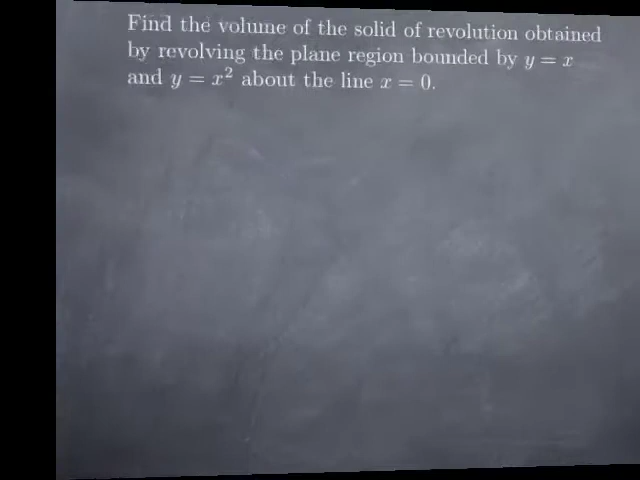 Find the volume of the solid of revolution obtained
by revolving the plane region bounded by y = x
and y = x² about the line x = 0.